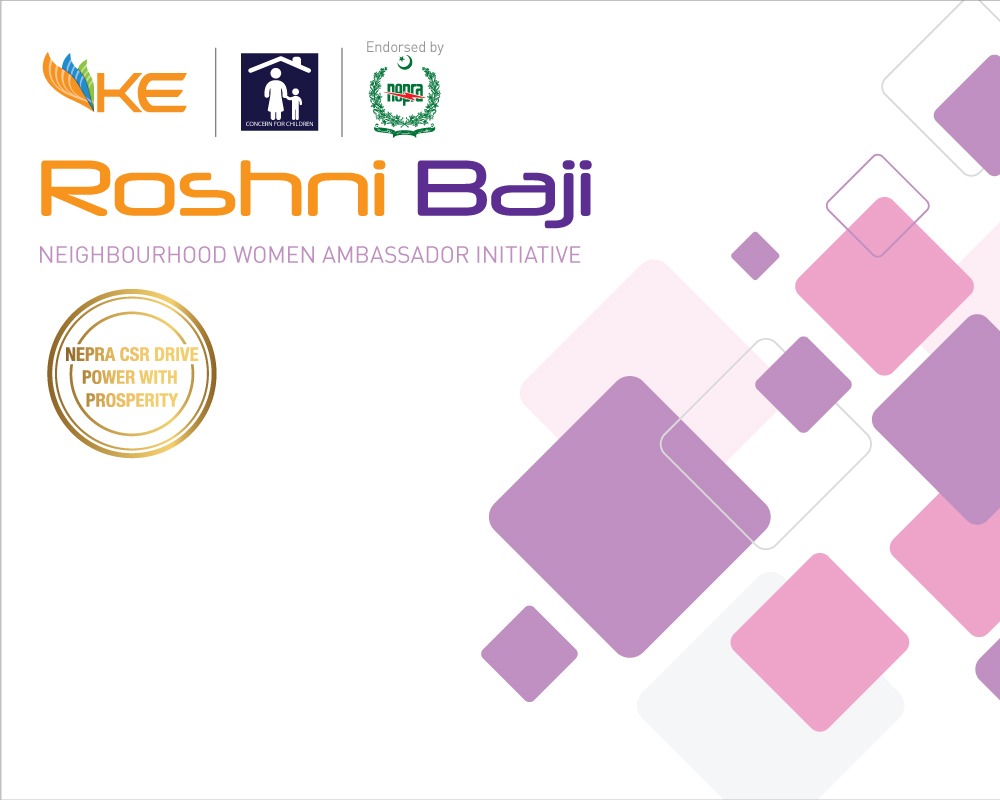 Endorsed by
KE
CONCERN FOR CHILDREN
nepra
Roshni Baji
NEIGHBOURHOOD WOMEN AMBASSADOR INITIATIVE
NEPRA CSR DRIVE
POWER WITH
PROSPERITY